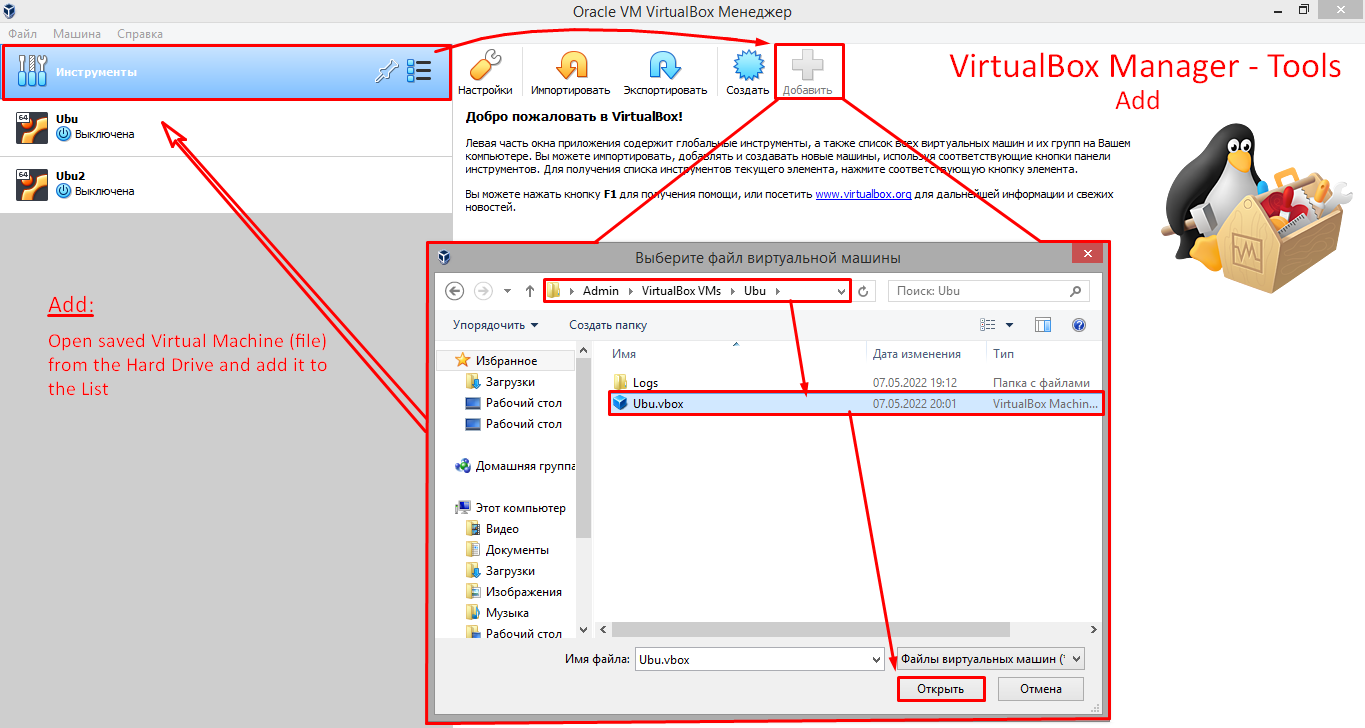 Oracle VM VirtualBox Менеджер
Файл Машина Справка
Инструменты
Настройки Импортировать Экспортировать Создать Добавить
VirtualBox Manager - Tools
Add
64
Ubu
Выключена
64
Ubu2
Выключена
Добро пожаловать в VirtualBox!
Левая часть окна приложения содержит глобальные инструменты, а также список всех виртуальных машин и их групп на Вашем
компьютере. Вы можете импортировать, добавлять и создавать новые машины, используя соответствующие кнопки панели
инструментов. Для получения списка инструментов текущего элемента, нажмите соответствующую кнопку элемента.
Вы можете нажать кнопку F1 для получения помощи, или посетить www.virtualbox.org для дальнейшей информации и свежих
новостей.
Add:
Open saved Virtual Machine (file)
from the Hard Drive and add it to
the List
Выберите файл виртуальной машины
Admin VirtualBox VMs Ubu
Поиск: Ubu
Упорядочить Создать папку
Имя Дата изменения Тип
Logs 07.05.2022 19:12 Папка с файлами
Ubu.vbox 07.05.2022 20:01 VirtualBox Machin...
Избранное
Загрузки
Рабочий стол
Рабочий стол
Домашняя группа
Этот компьютер
Видео
Документы
Загрузки
Изображения
Музыка
Рабочий стол
Имя файла: Ubu.vbox Файлы виртуальных машин (*
Открыть Отмена